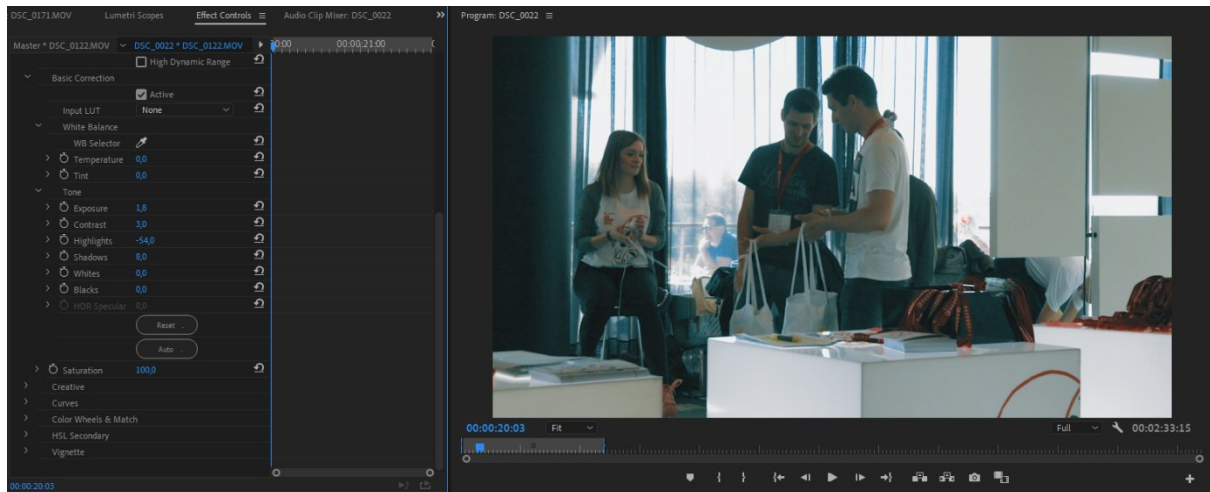 DSC_0171.MOV Lumetri Scopes Effect Controls Audio Clip Mixer: DSC_0022 Program: DSC_0022
Master * DSC_0122.MOV DSC_0022 * DSC_0122.MOV 0:00 00:00:21:00
High Dynamic Range
Basic Correction
Active
Input LUT None
White Balance
WB Selector
Temperature 0,0
Tint 0,0
Tone
Exposure 1,8
Contrast 3,0
Highlights -54,0
Shadows 8,0
Whites 0,0
Blacks 0,0
HDR Specular 0,0
Reset
Auto
Saturation 100,0
Creative
Curves
Color Wheels & Match
HSL Secondary
Vignette
00:00:20:03 Fit Full 00:02:33:15
00:00:20:03